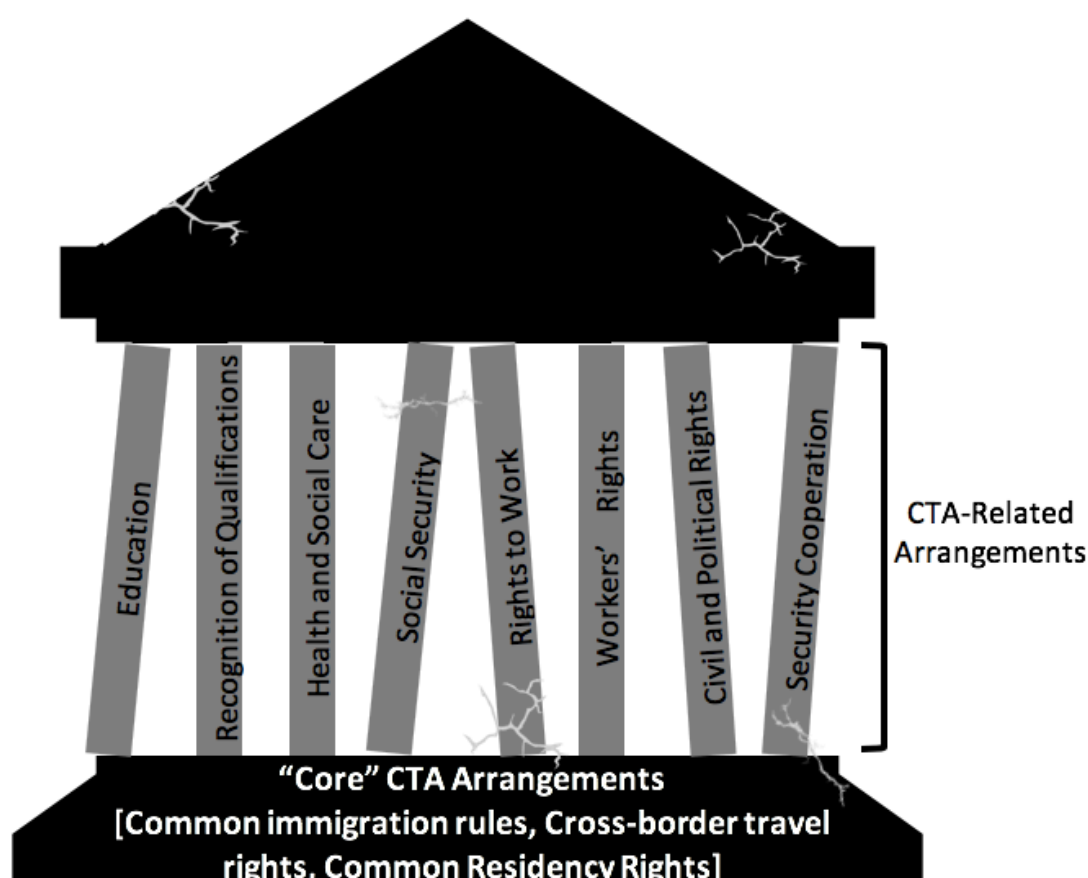 Education
Recognition of Qualifications
Health and Social Care
Social Security
Rights to Work
Workers’ Rights
Civil and Political Rights
Security Cooperation
CTA-Related
Arrangements
“Core” CTA Arrangements
[Common immigration rules, Cross-border travel
rights, Common Residency Rights]